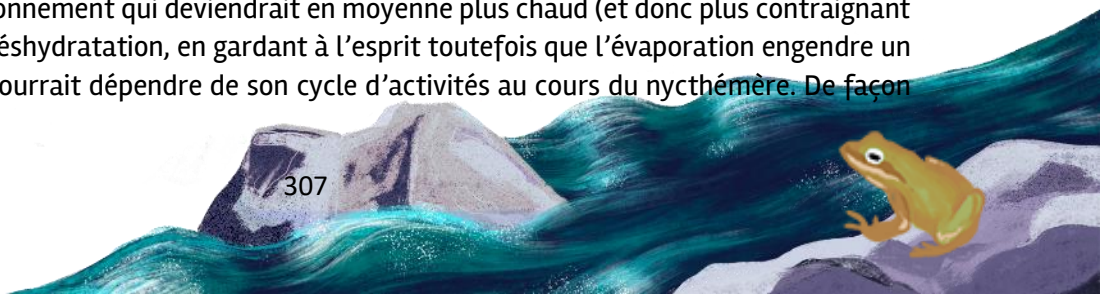 onnement qui deviendrait en moyenne plus chaud (et donc plus contraignant
éshydratation, en gardant à l’esprit toutefois que l’évaporation engendre un
ourrait dépendre de son cycle d’activités au cours du nycthémère. De façon
307